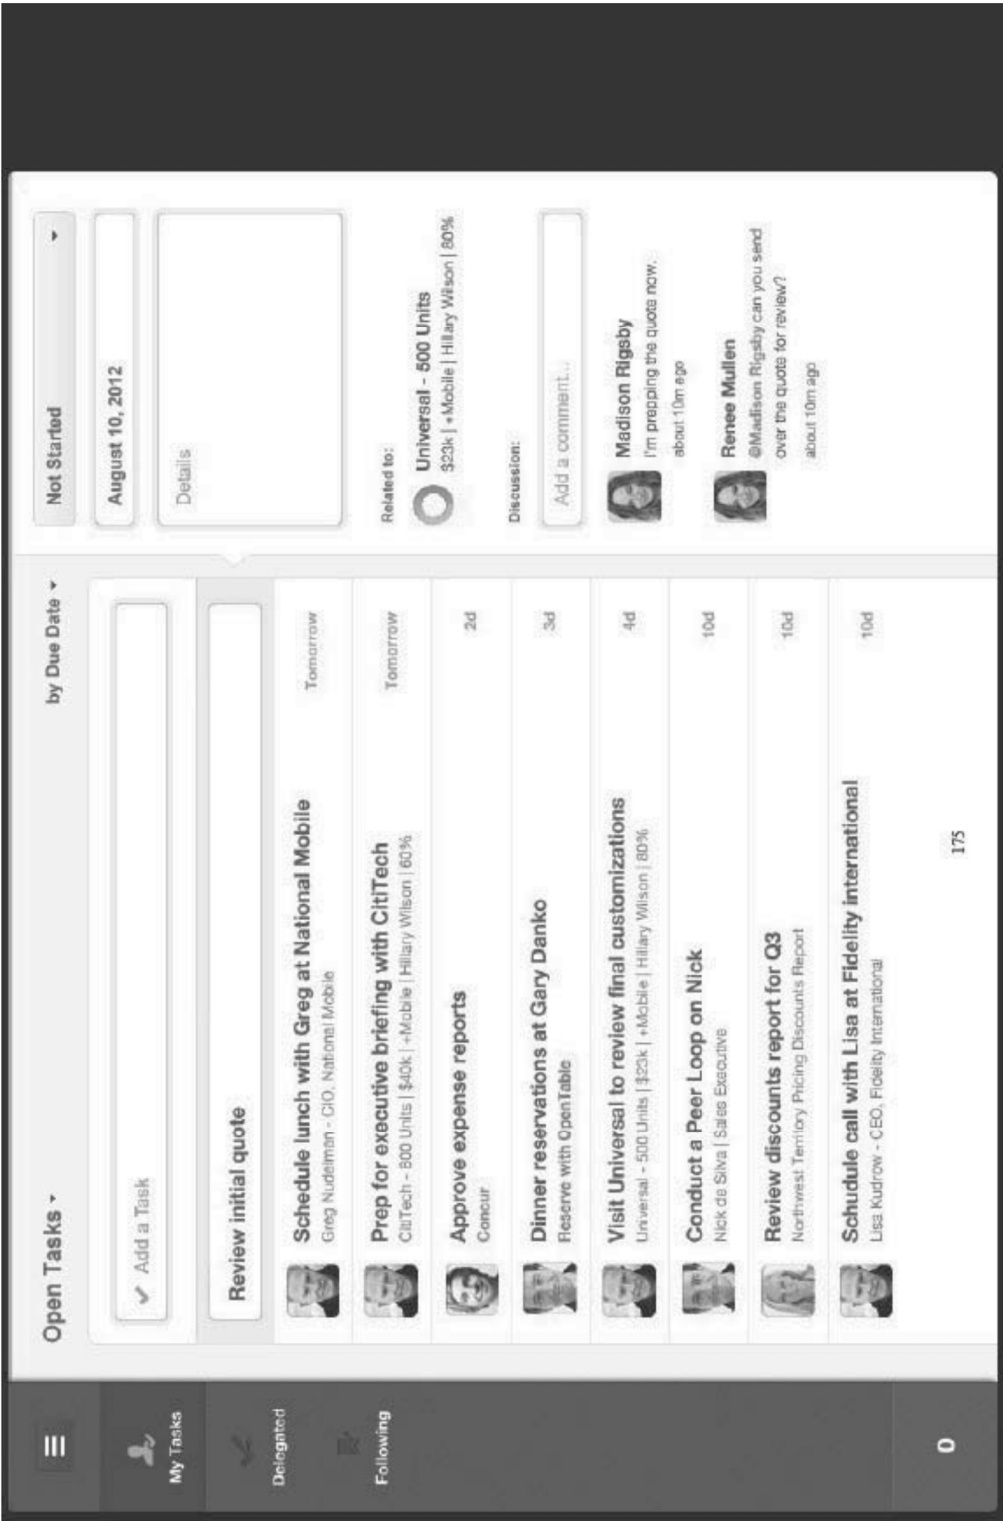 My Tasks
Delegated
Following
0
Open Tasks
by Due Date
Add a Task
Review initial quote
Schedule lunch with Greg at National Mobile
Greg Nudelman - CIO, National Mobile
Tomorrow
Prep for executive briefing with CitiTech
CitiTech - 800 Units | $40k | +Mobile | Hillary Wilson | 60%
Tomorrow
Approve expense reports
Concur
2d
Dinner reservations at Gary Danko
Reserve with OpenTable
3d
Visit Universal to review final customizations
Universal - 500 Units | $23k | +Mobile | Hillary Wilson | 80%
4d
Conduct a Peer Loop on Nick
Nick de Silva | Sales Executive
10d
Review discounts report for Q3
Northwest Territory Pricing Discounts Report
10d
Schudule call with Lisa at Fidelity international
Lisa Kudrow - CEO, Fidelity International
10d
Not Started
August 10, 2012
Details
Related to:
Universal - 500 Units
$23k | +Mobile | Hillary Wilson | 80%
Discussion:
Add a comment...
Madison Rigsby
I'm prepping the quote now.
about 10m ago
Renee Mullen
@Madison Rigsby can you send
over the quote for review?
about 10m ago
175